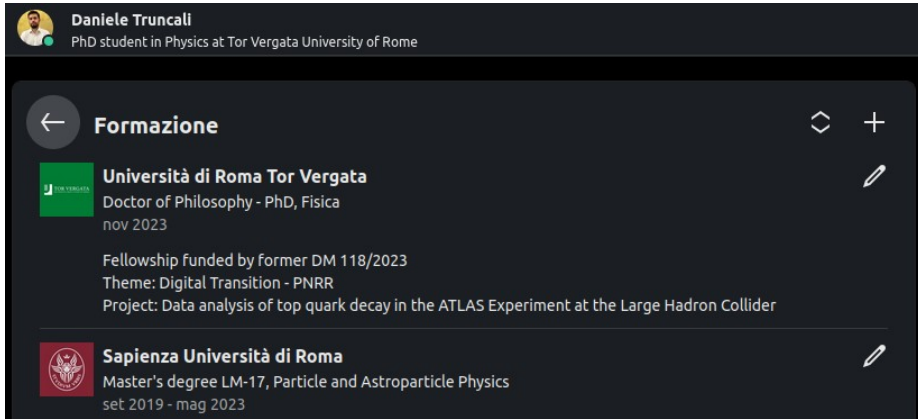 Daniele Truncali
PhD student in Physics at Tor Vergata University of Rome
Formazione
Università di Roma Tor Vergata
TOR VERGATA
Doctor of Philosophy - PhD, Fisica
nov 2023
Fellowship funded by former DM 118/2023
Theme: Digital Transition - PNRR
Project: Data analysis of top quark decay in the ATLAS Experiment at the Large Hadron Collider
Sapienza Università di Roma
Master's degree LM-17, Particle and Astroparticle Physics
set 2019 - mag 2023